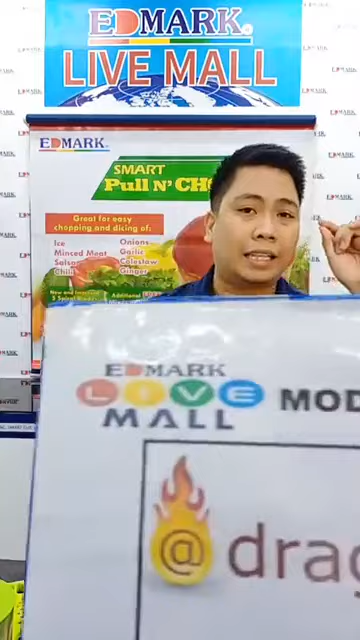 EDMARK
LIVE MALL
EDMARK
SMART
Pull N' CHO
Great for easy
chopping and dicing of:
Ice
Minced Meat
Salsa
Chili
Onions
Garlic
Coleslaw
Ginger
EDMARK
LIVE
MALL
MOD
@drag